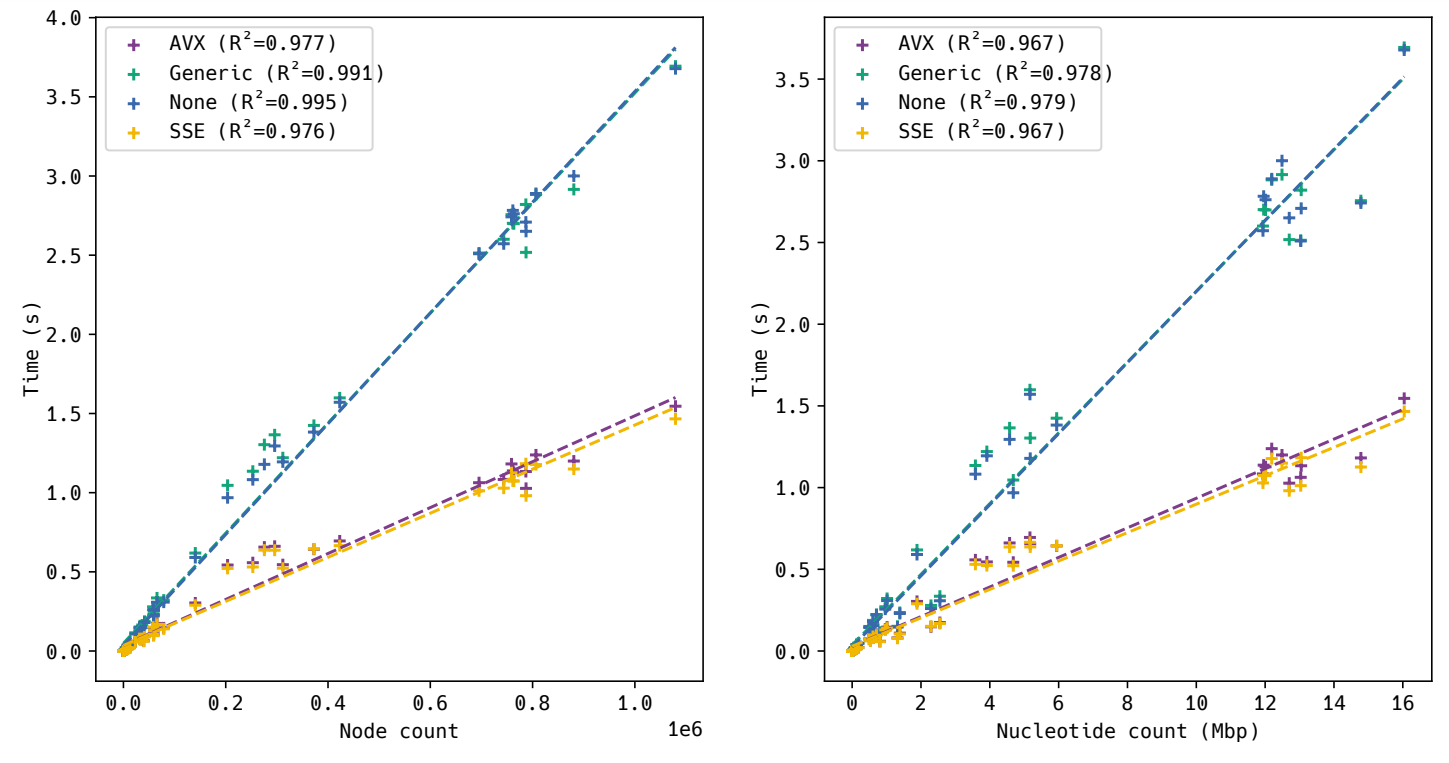 AVX (R²=0.977)
Generic (R²=0.991)
None (R²=0.995)
SSE (R²=0.976)
4.0
3.5
3.0
2.5
2.0
1.5
1.0
0.5
0.0
Time (s)
0.0 0.2 0.4 0.6 0.8 1.0
1e6
Node count
AVX (R²=0.967)
Generic (R²=0.978)
None (R²=0.979)
SSE (R²=0.967)
3.5
3.0
2.5
2.0
1.5
1.0
0.5
0.0
Time (s)
0 2 4 6 8 10 12 14 16
Nucleotide count (Mbp)